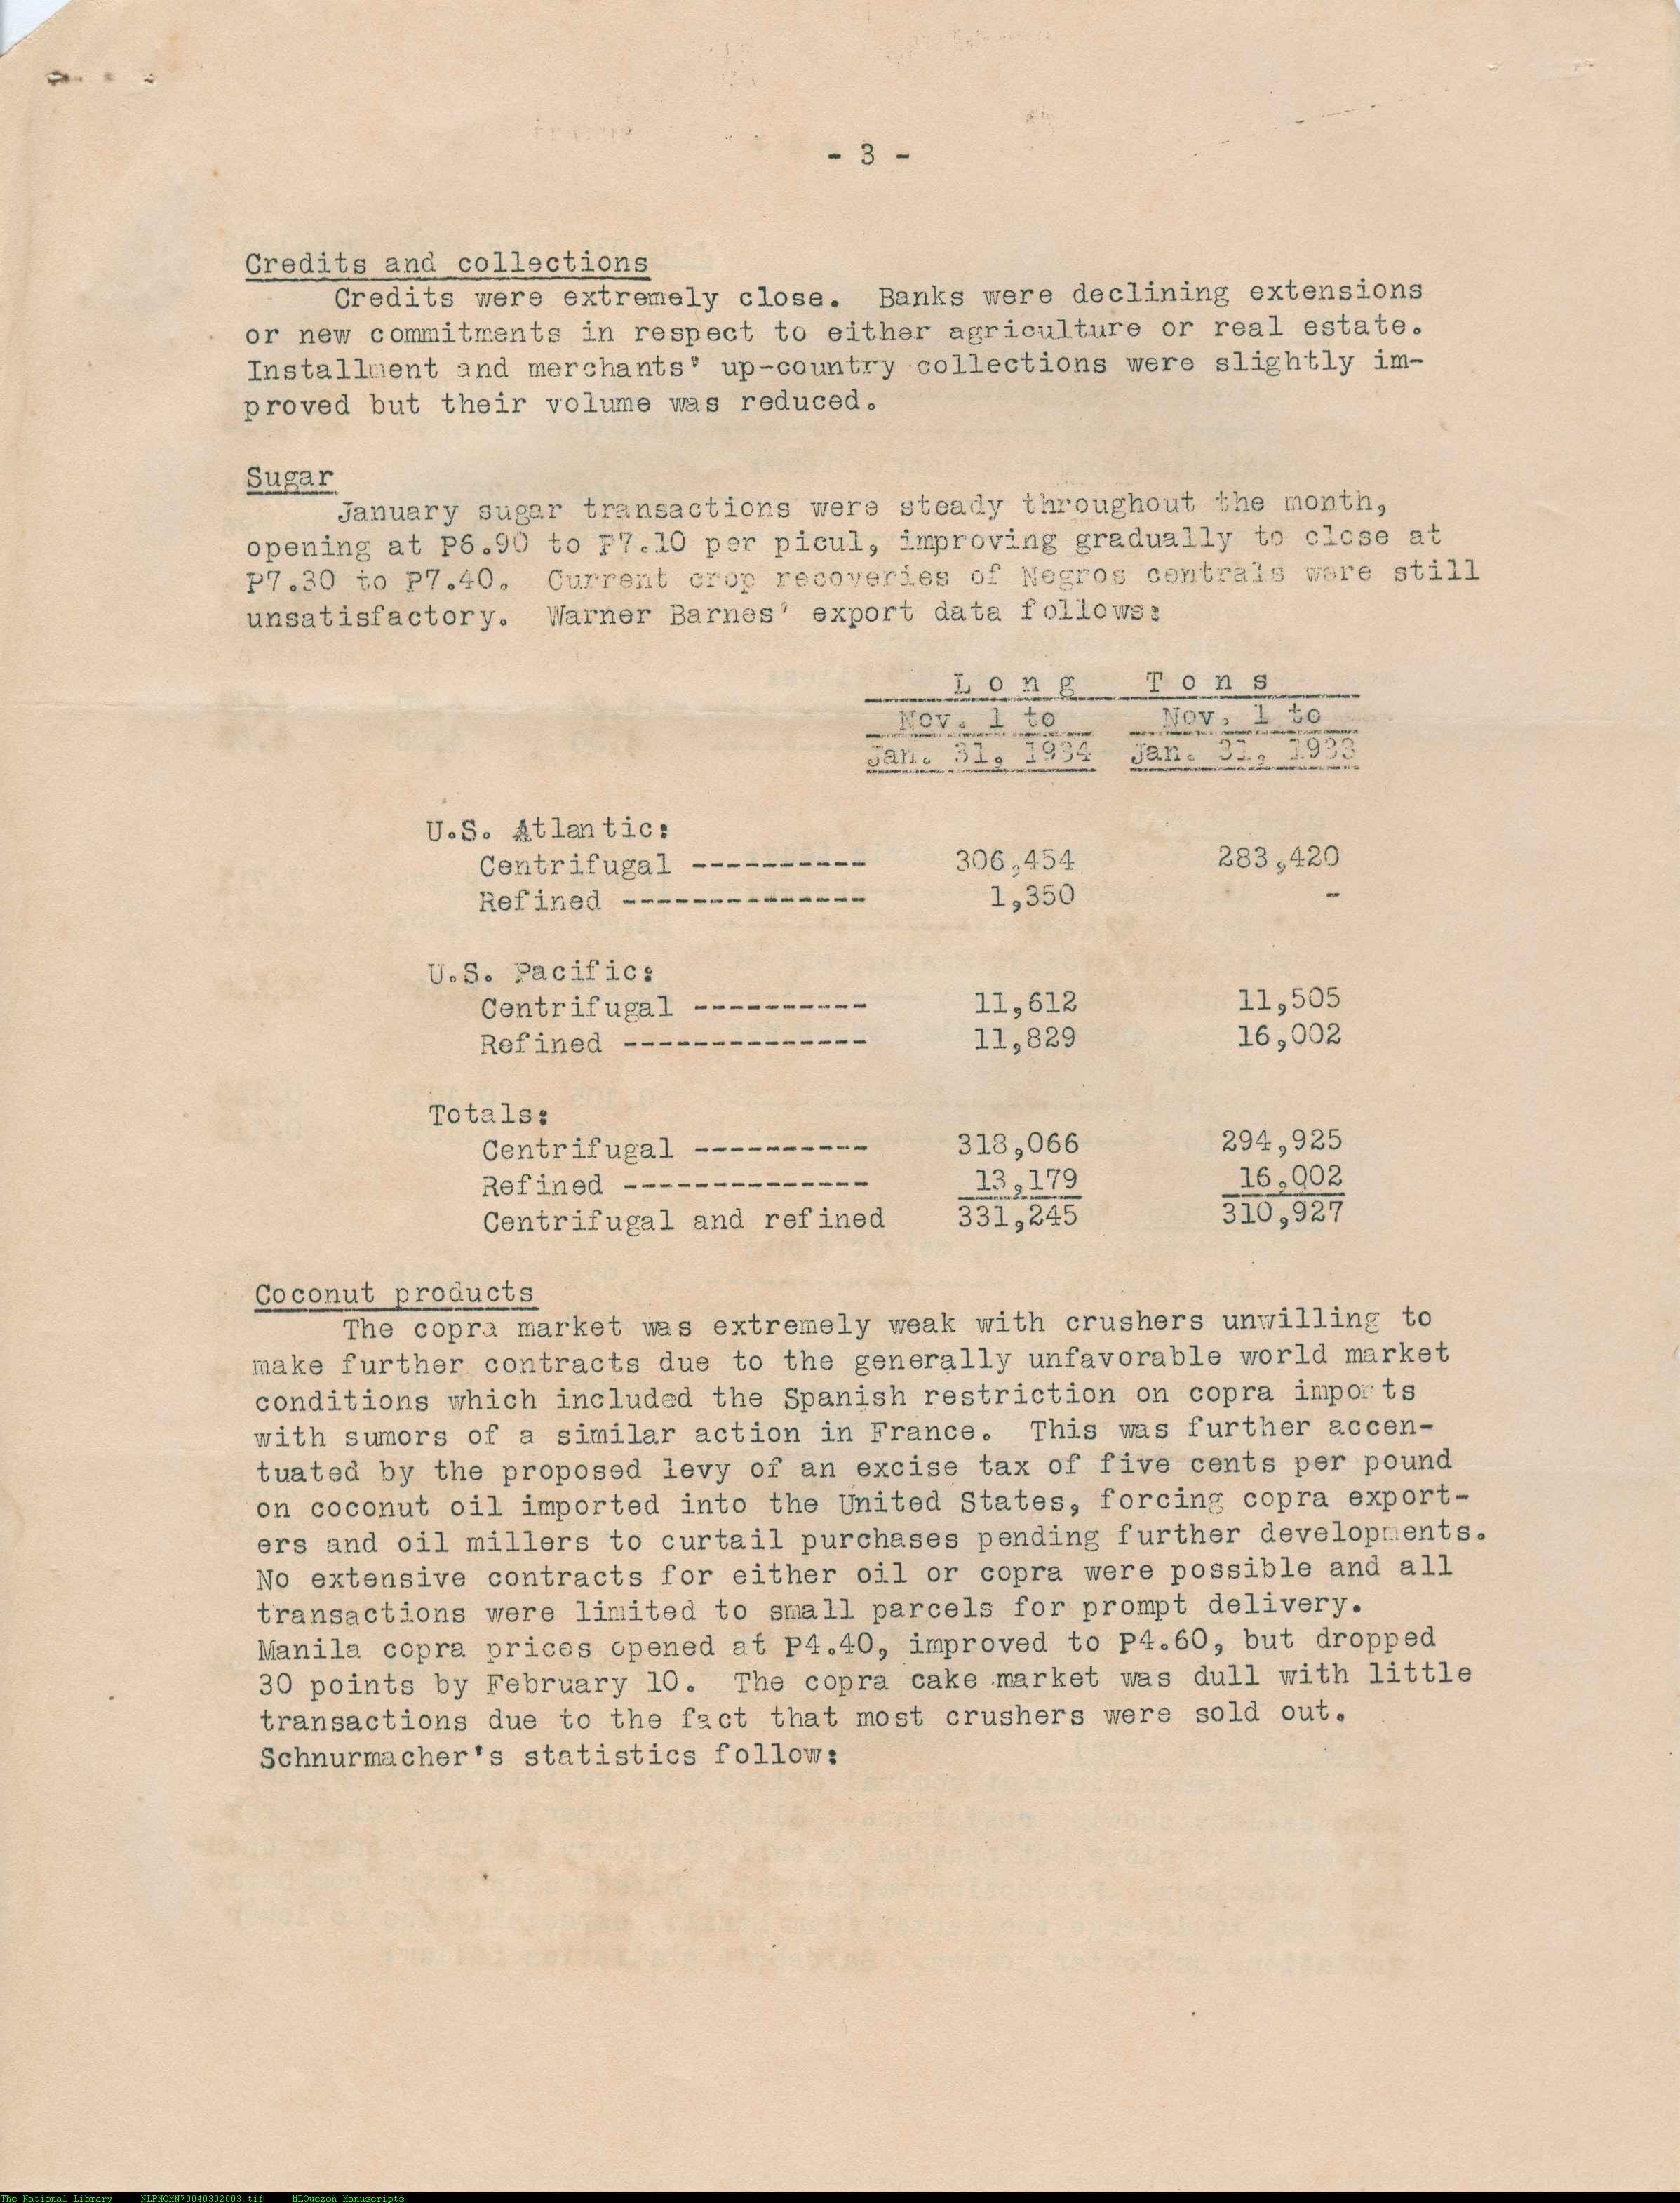 - 3 -
Credits and collections
Credits were extremely close. Banks were declining extensions
or new commitments in respect to either agriculture or real estate.
Installment and merchants' up-country collections were slightly im-
proved but their volume was reduced.
Sugar
January sugar transactions were steady throughout the month,
opening at P6.90 to P7.10 per picul, improving gradually to close at
P7.30 to P7.40. Current crop recoveries of Negros centrals were still
unsatisfactory. Warner Barnes' export data follows:
Long Tons
Nov. 1 to Nov. 1 to
Jan. 31, 1934 Jan. 31, 1933
U.S. Atlantic:
Centrifugal ---------- 306,454 283,420
Refined -------------- 1,350 -
U.S. Pacific:
Centrifugal ---------- 11,612 11,505
Refined -------------- 11,829 16,002
Totals:
Centrifugal ---------- 318,066 294,925
Refined -------------- 13,179 16,002
Centrifugal and refined 331,245 310,927
Coconut products
The copra market was extremely weak with crushers unwilling to
make further contracts due to the generally unfavorable world market
conditions which included the Spanish restriction on copra imports
with sumors of a similar action in France. This was further accen-
tuated by the proposed levy of an excise tax of five cents per pound
on coconut oil imported into the United States, forcing copra export-
ers and oil millers to curtail purchases pending further developments.
No extensive contracts for either oil or copra were possible and all
transactions were limited to small parcels for prompt delivery.
Manila copra prices opened at P4.40, improved to P4.60, but dropped
30 points by February 10. The copra cake market was dull with little
transactions due to the fact that most crushers were sold out.
Schnurmacher's statistics follow:
The National Library NLPMQMN70040302003.tif MLQuezon Manuscripts